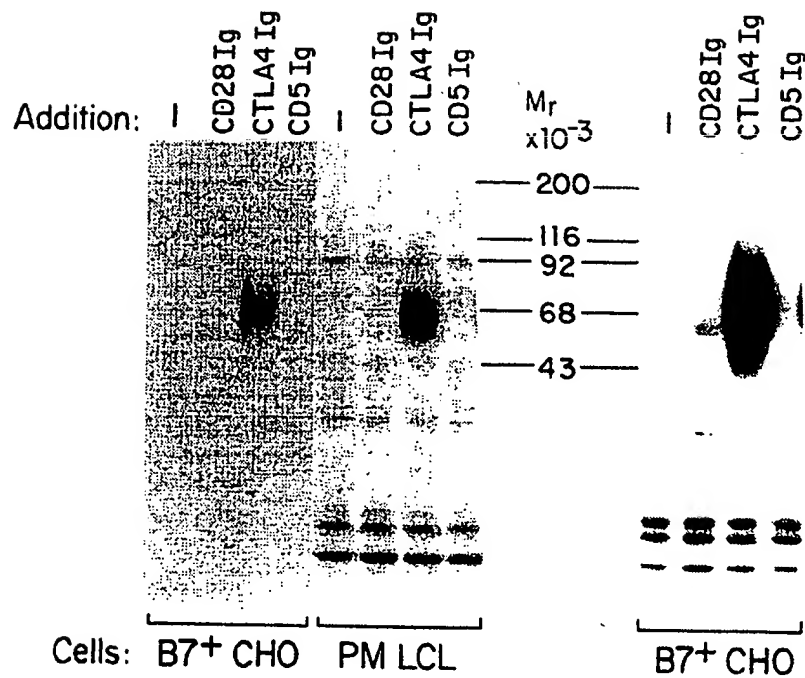 Addition: – CD28Ig CTLA4Ig CD5Ig – CD28Ig CTLA4Ig CD5Ig Mr x10-3 – CD28Ig CTLA4Ig CD5Ig
200
116
92
68
43
Cells: B7+ CHO PM LCL B7+ CHO